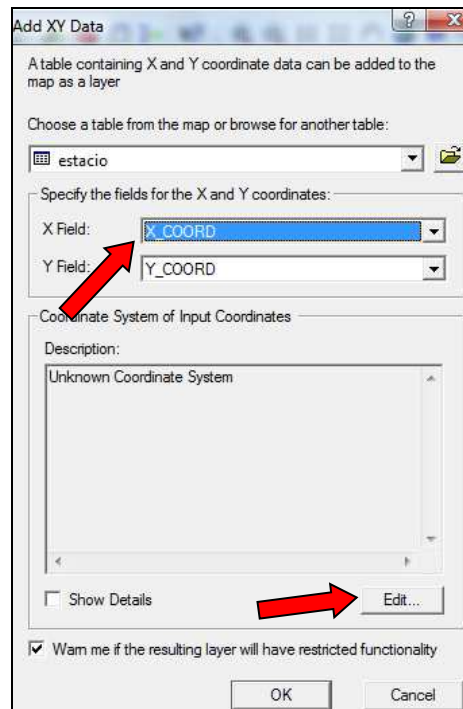 Add XY Data
?
A table containing X and Y coordinate data can be added to the
map as a layer
Choose a table from the map or browse for another table:
estacio
Specify the fields for the X and Y coordinates:
X Field: X_COORD
Y Field: Y_COORD
Coordinate System of Input Coordinates
Description:
Unknown Coordinate System
Show Details Edit...
Warn me if the resulting layer will have restricted functionality
OK Cancel